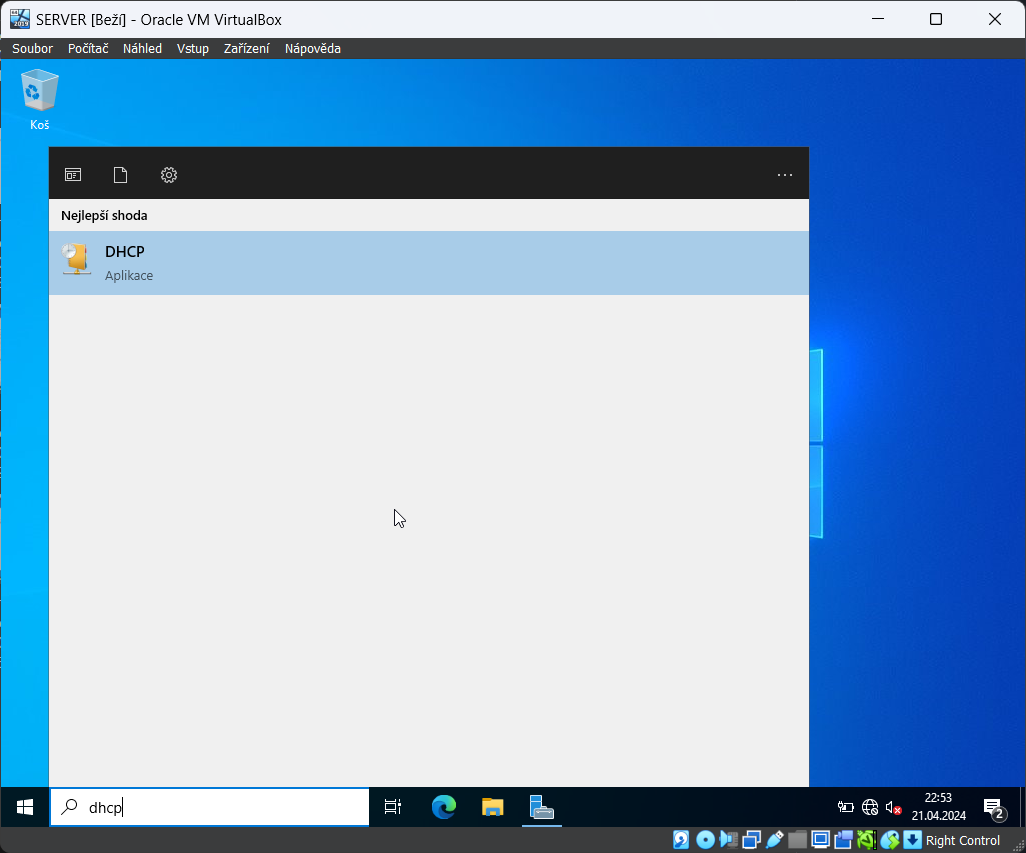 SERVER [Beží] - Oracle VM VirtualBox
Soubor Počítač Náhled Vstup Zařízení Nápověda
Koš
Nejlepší shoda
DHCP
Aplikace
dhcp
22:53
21.04.2024
2
Right Control